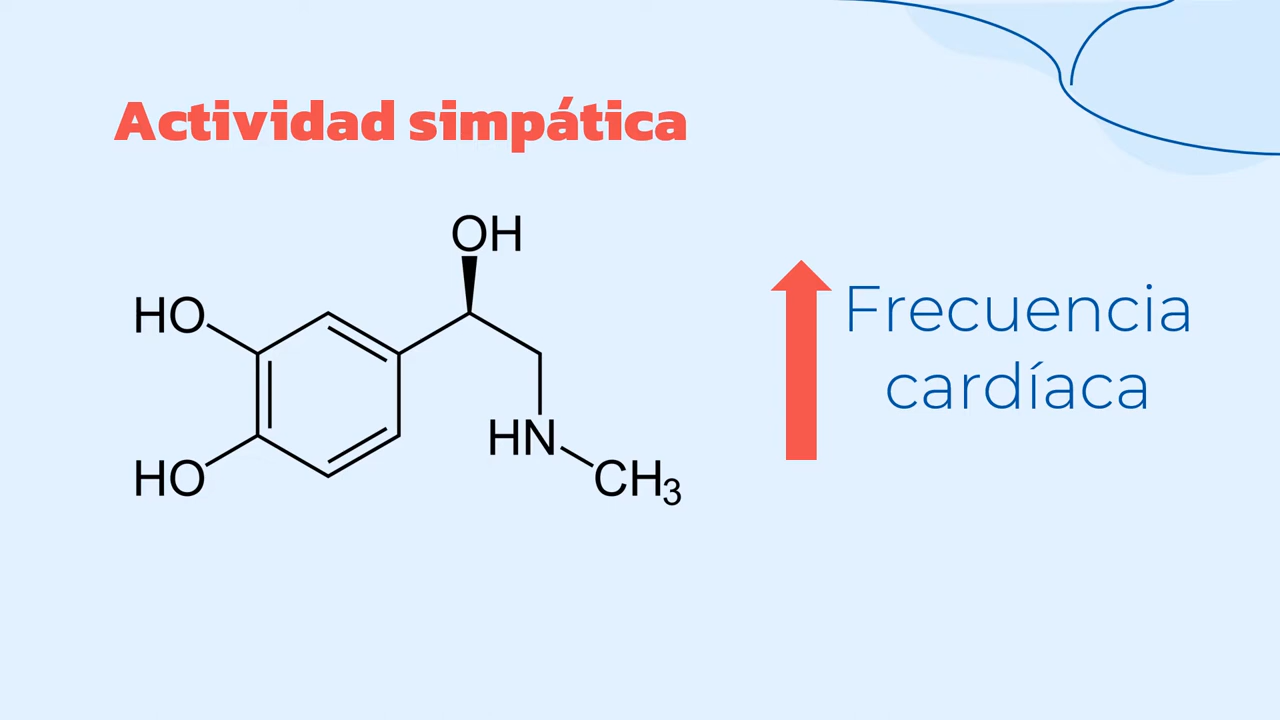 Actividad simpática
OH
HO
HN
HO
CH₃
Frecuencia
cardíaca